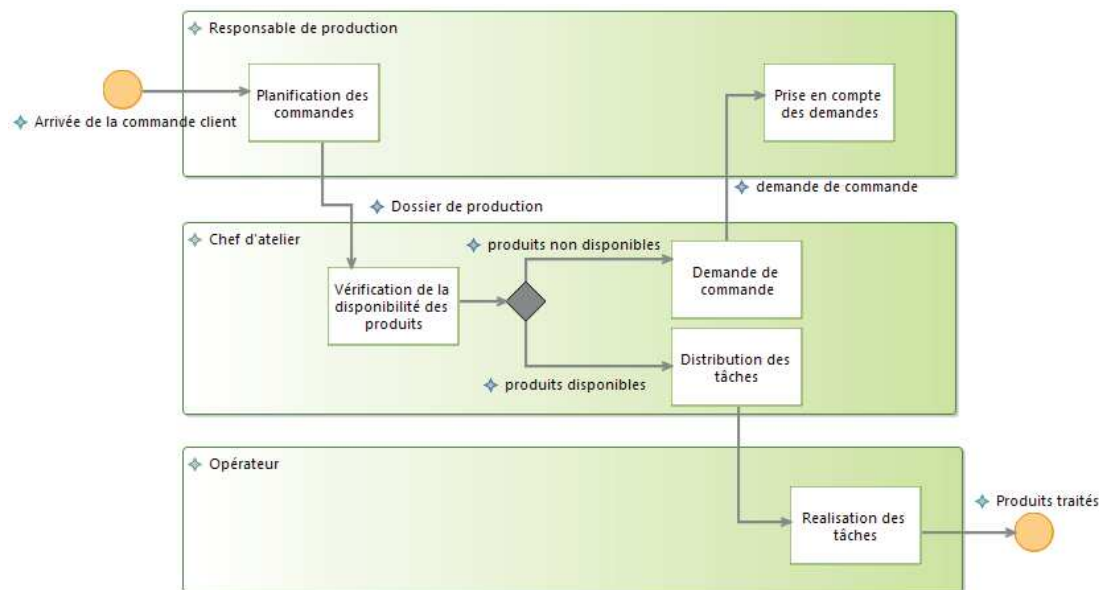 Responsable de production
Planification des
commandes
Prise en compte
des demandes
Arrivée de la commande client
demande de commande
Dossier de production
Chef d'atelier
produits non disponibles
Vérification de la
disponibilité des
produits
Demande de
commande
Distribution des
tâches
produits disponibles
Opérateur
Realisation des
tâches
Produits traités